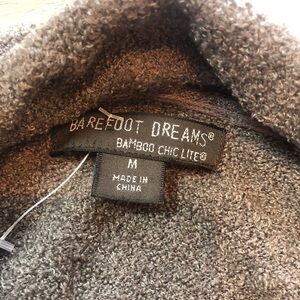 BAREFOOT DREAMS®
BAMBOO CHIC LITE®
M
MADE IN
CHINA